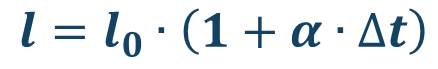 l = l₀ · (1 + α · Δt)